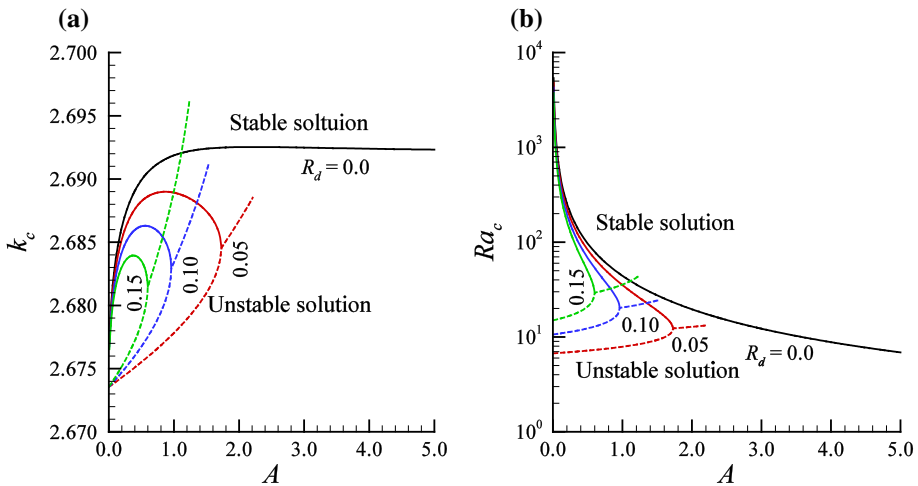 (a)
2.700
2.695
2.690
2.685
2.680
2.675
2.670
k_c
0.0 1.0 2.0 3.0 4.0 5.0
A
Stable soltuion
R_d = 0.0
0.15
0.10
0.05
Unstable solution
(b)
10^4
10^3
10^2
10^1
10^0
Ra_c
0.0 1.0 2.0 3.0 4.0 5.0
A
Stable solution
0.15
0.10
0.05
R_d = 0.0
Unstable solution